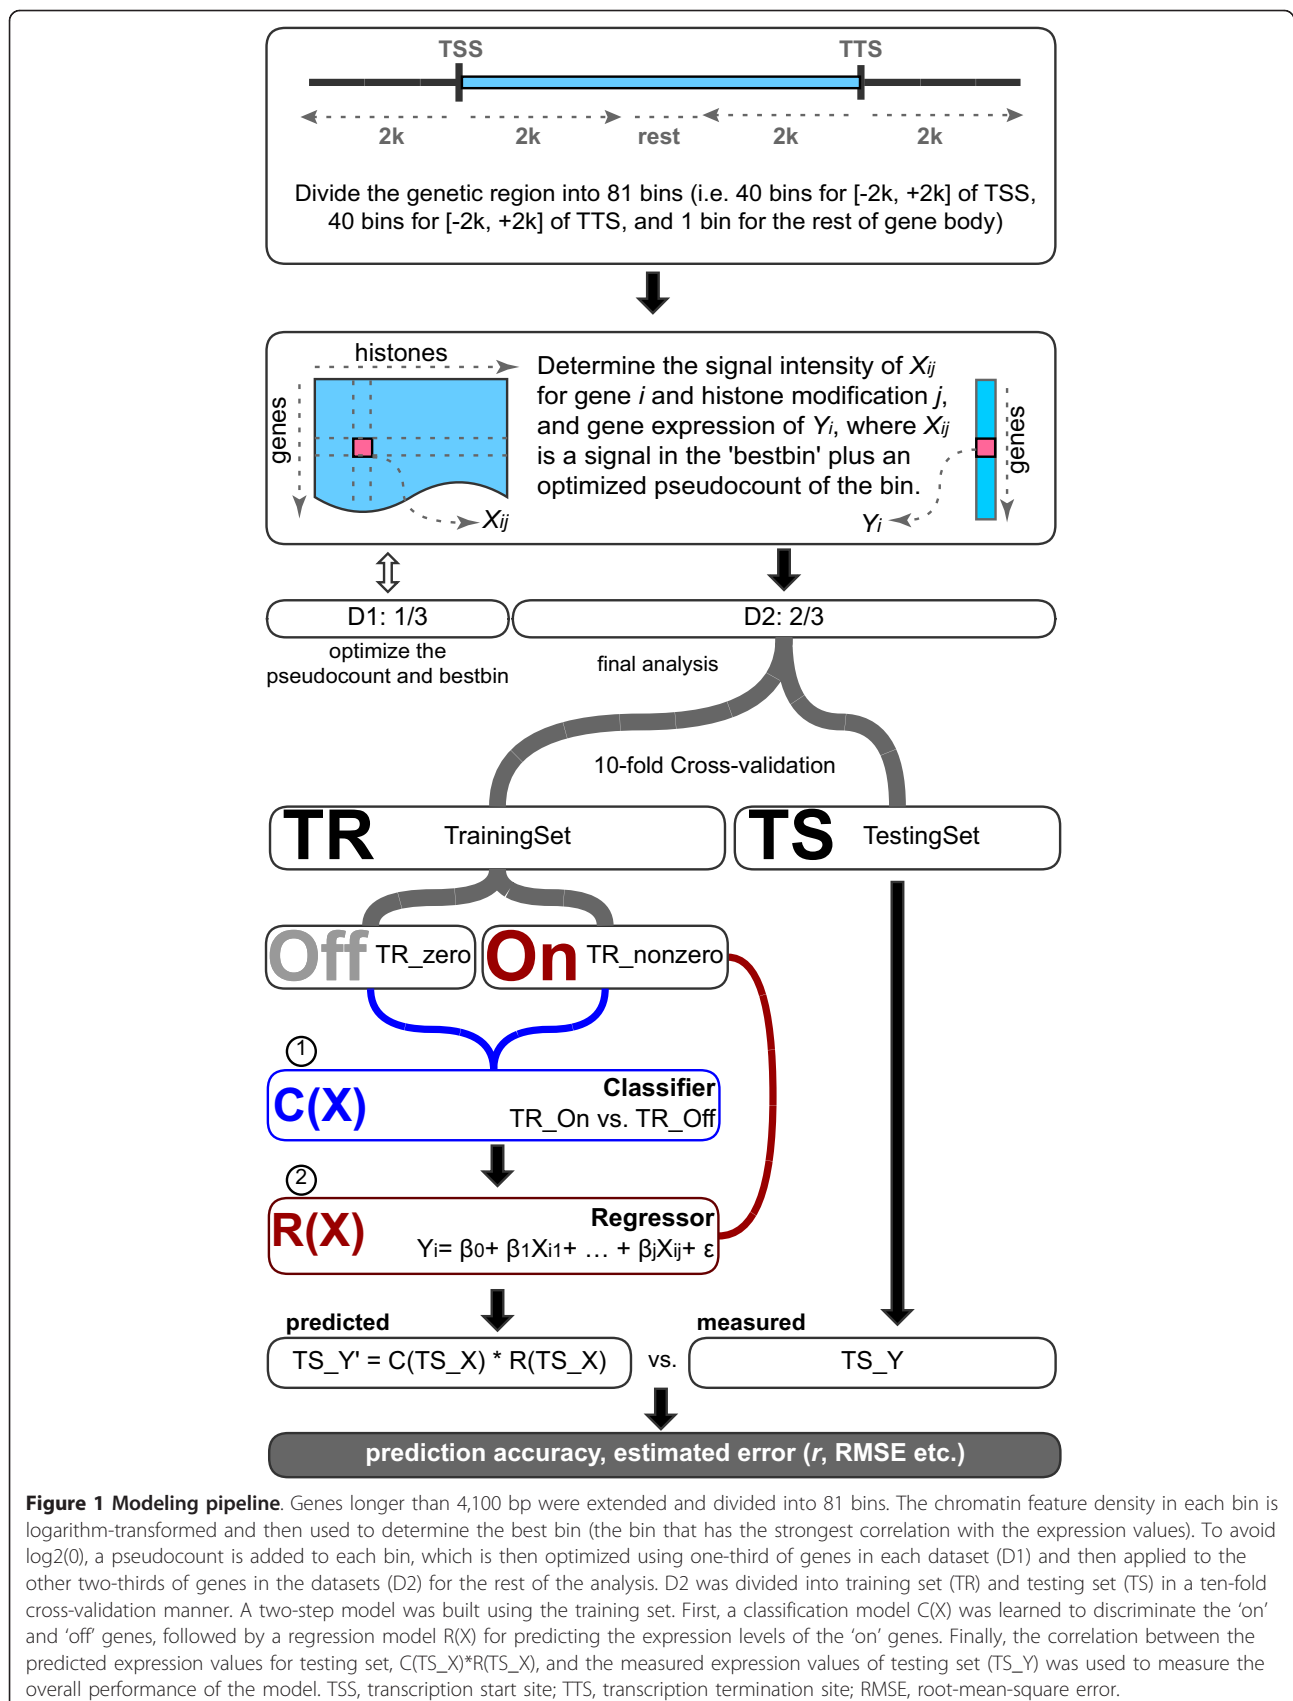 TSS TTS
2k 2k rest 2k 2k
Divide the genetic region into 81 bins (i.e. 40 bins for [-2k, +2k] of TSS,
40 bins for [-2k, +2k] of TTS, and 1 bin for the rest of gene body)
histones
genes
Xij
Determine the signal intensity of Xij
for gene i and histone modification j,
and gene expression of Yi, where Xij
is a signal in the 'bestbin' plus an
optimized pseudocount of the bin.
Yi
genes
D1: 1/3
D2: 2/3
optimize the
pseudocount and bestbin
final analysis
10-fold Cross-validation
TR TrainingSet
TS TestingSet
Off TR_zero
On TR_nonzero
1
C(X)
Classifier
TR_On vs. TR_Off
2
R(X)
Regressor
Yi= β0+ β1Xi1+ … + βjXij+ ε
predicted
measured
TS_Y' = C(TS_X) * R(TS_X)
vs.
TS_Y
prediction accuracy, estimated error (r, RMSE etc.)
Figure 1 Modeling pipeline. Genes longer than 4,100 bp were extended and divided into 81 bins. The chromatin feature density in each bin is
logarithm-transformed and then used to determine the best bin (the bin that has the strongest correlation with the expression values). To avoid
log2(0), a pseudocount is added to each bin, which is then optimized using one-third of genes in each dataset (D1) and then applied to the
other two-thirds of genes in the datasets (D2) for the rest of the analysis. D2 was divided into training set (TR) and testing set (TS) in a ten-fold
cross-validation manner. A two-step model was built using the training set. First, a classification model C(X) was learned to discriminate the ‘on’
and ‘off’ genes, followed by a regression model R(X) for predicting the expression levels of the ‘on’ genes. Finally, the correlation between the
predicted expression values for testing set, C(TS_X)*R(TS_X), and the measured expression values of testing set (TS_Y) was used to measure the
overall performance of the model. TSS, transcription start site; TTS, transcription termination site; RMSE, root-mean-square error.